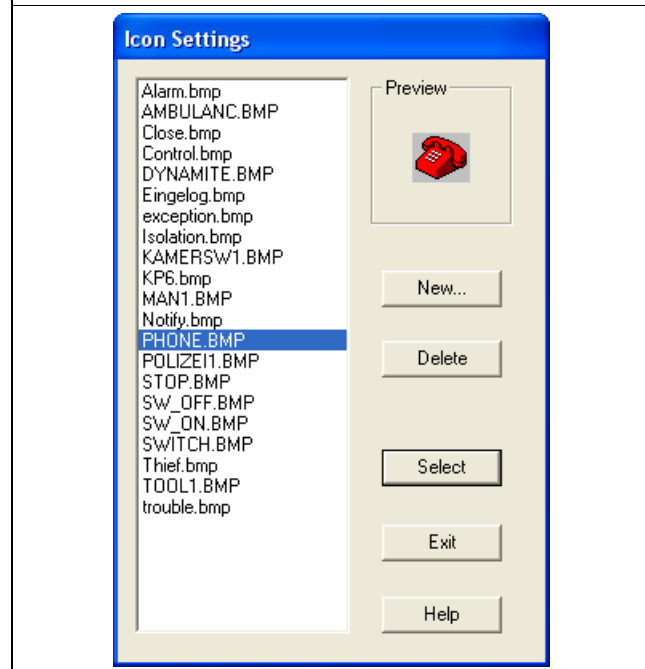 Icon Settings
Alarm.bmp
AMBULANC.BMP
Close.bmp
Control.bmp
DYNAMITE.BMP
Eingelog.bmp
exception.bmp
Isolation.bmp
KAMERSW1.BMP
KP6.bmp
MAN1.BMP
Notify.bmp
PHONE.BMP
POLIZEI1.BMP
STOP.BMP
SW_OFF.BMP
SW_ON.BMP
SWITCH.BMP
Thief.bmp
TOOL1.BMP
trouble.bmp
Preview
New...
Delete
Select
Exit
Help